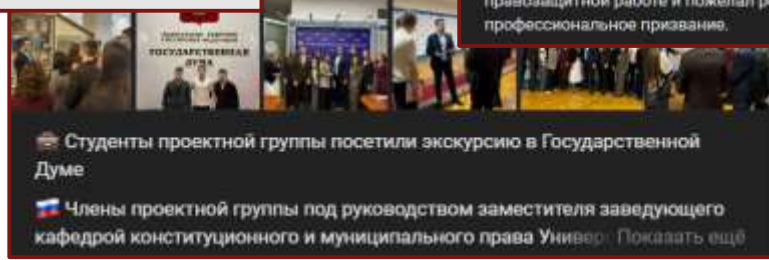 правозащитной работе и пожелал р
профессиональное призвание.
ГОСУДАРСТВЕННАЯ
ДУМА
Студенты проектной группы посетили экскурсию в Государственной
Думе
Члены проектной группы под руководством заместителя заведующего
кафедрой конституционного и муниципального права Универ Показать ещё